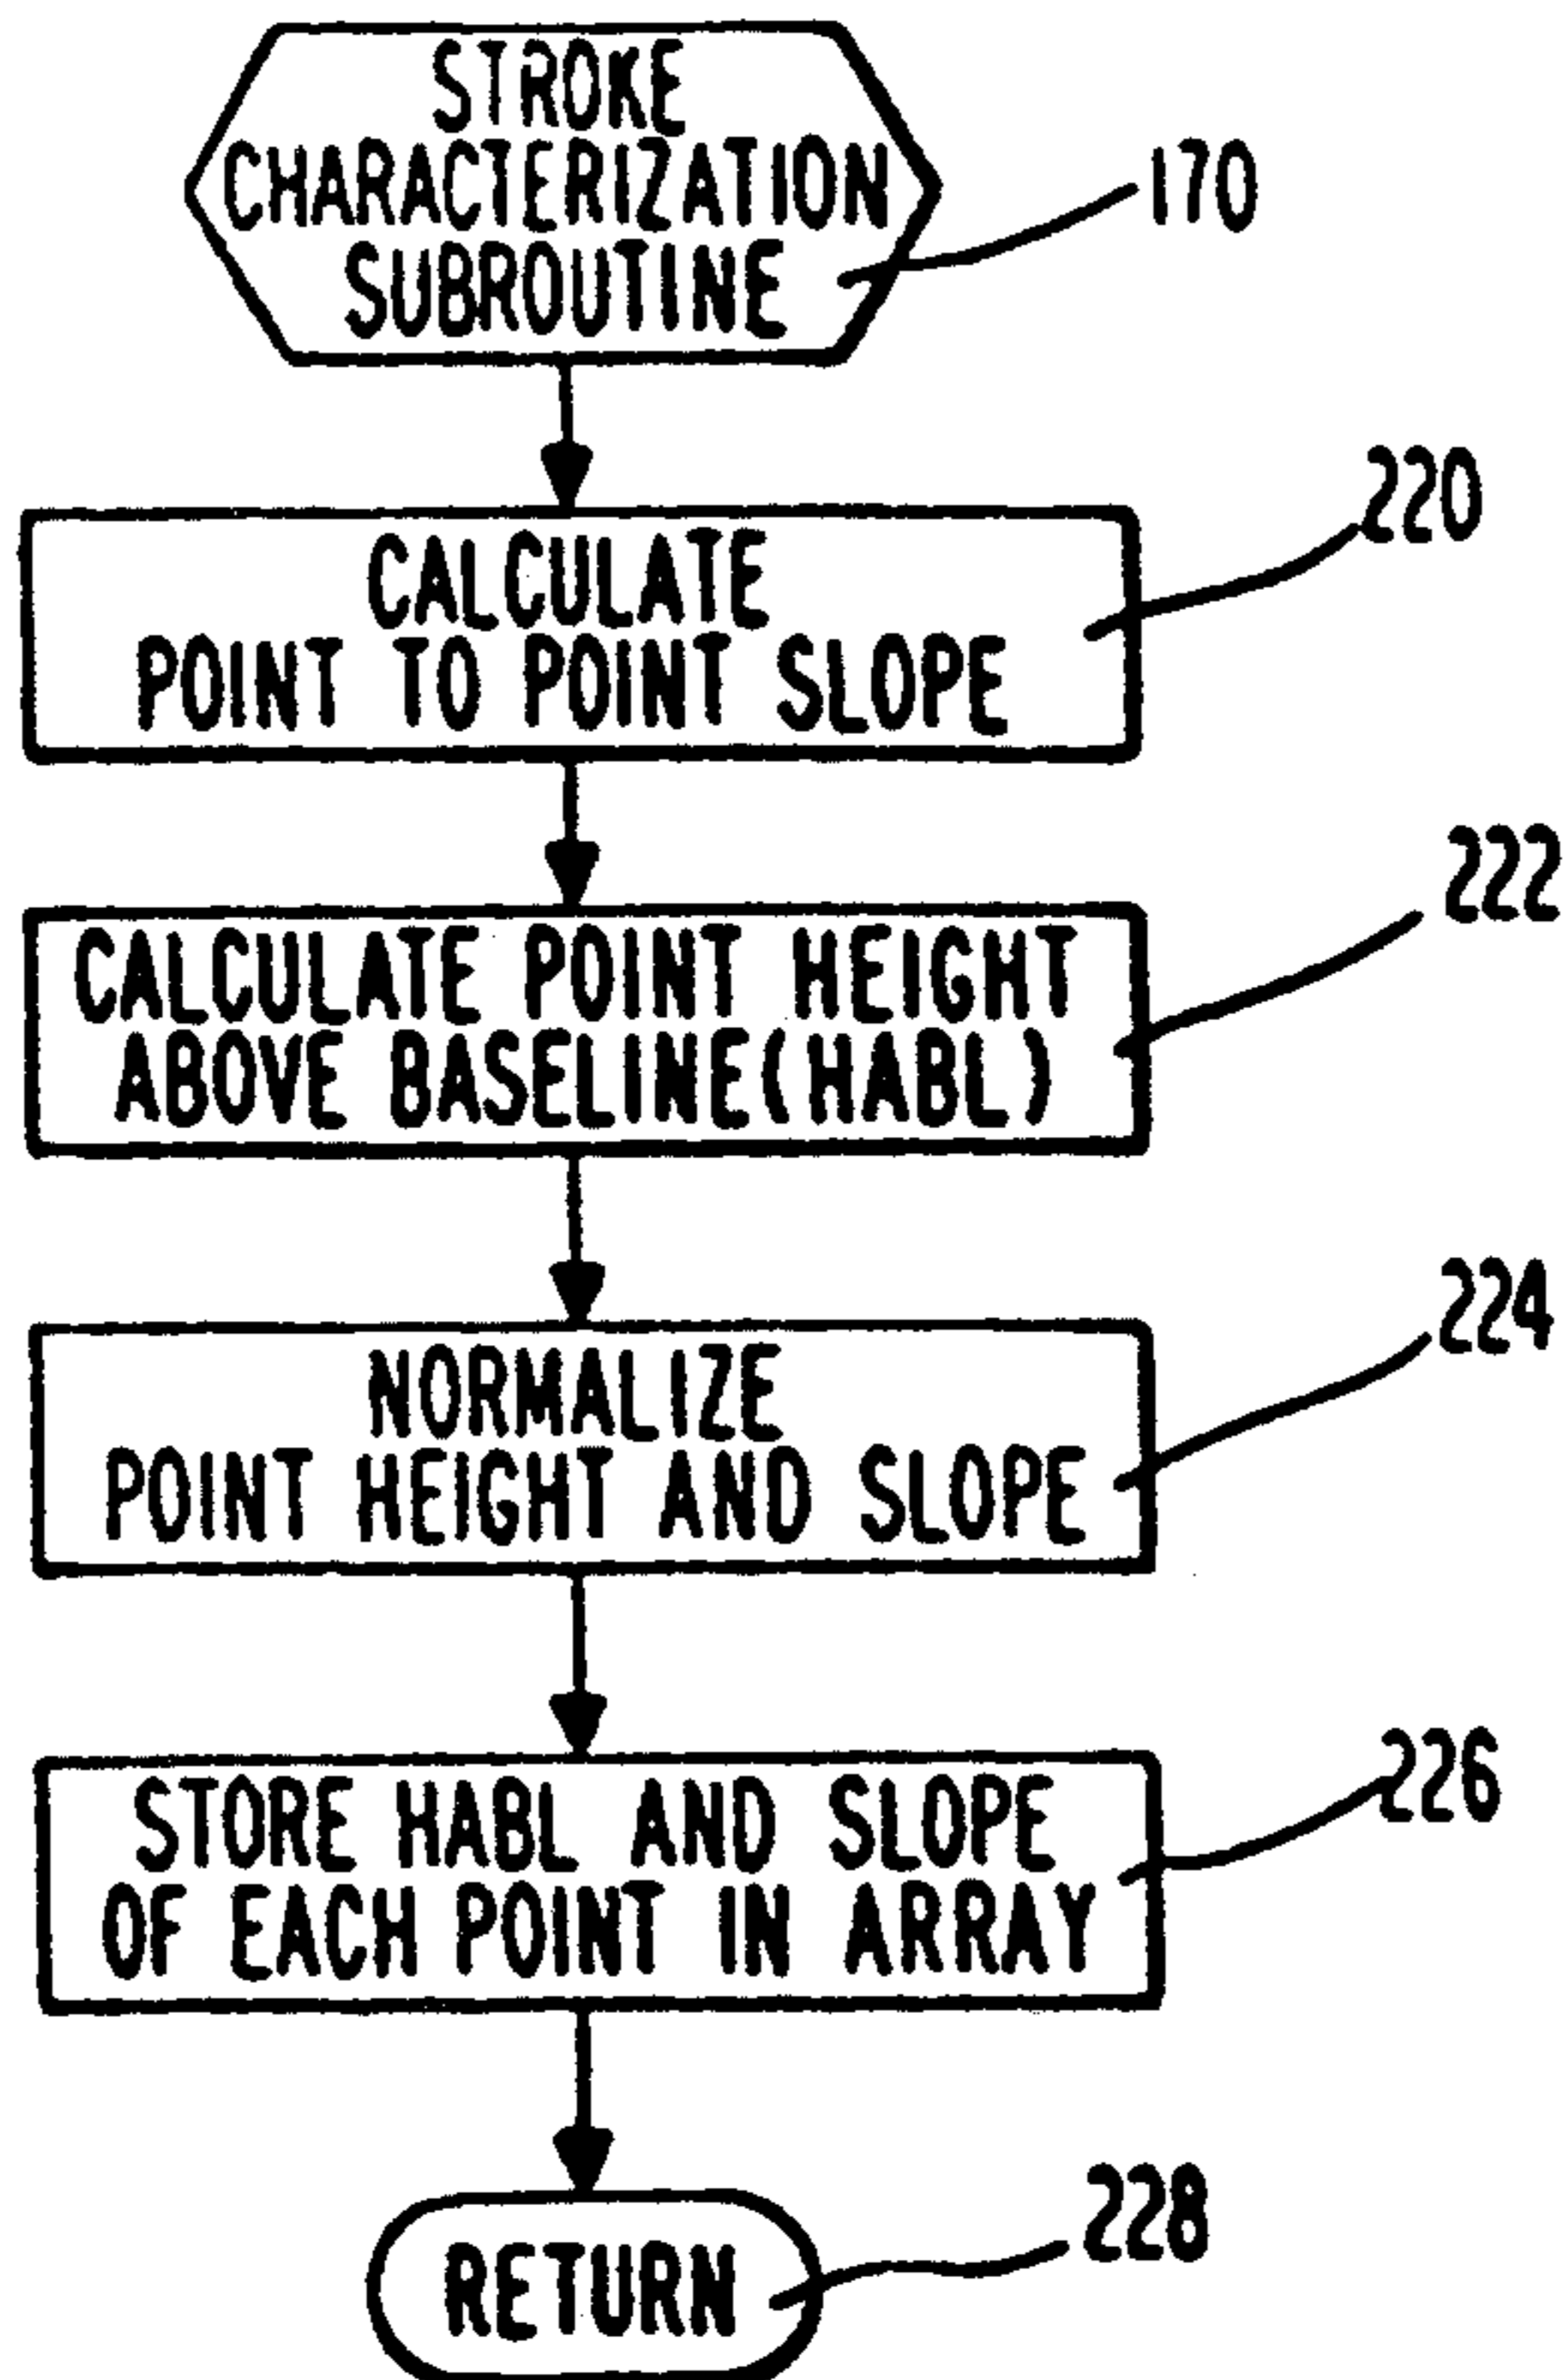 STROKE
CHARACTERIZATION
SUBROUTINE
170
220
CALCULATE
POINT TO POINT SLOPE
222
CALCULATE POINT HEIGHT
ABOVE BASELINE(HABL)
224
NORMALIZE
POINT HEIGHT AND SLOPE
226
STORE HABL AND SLOPE
OF EACH POINT IN ARRAY
228
RETURN